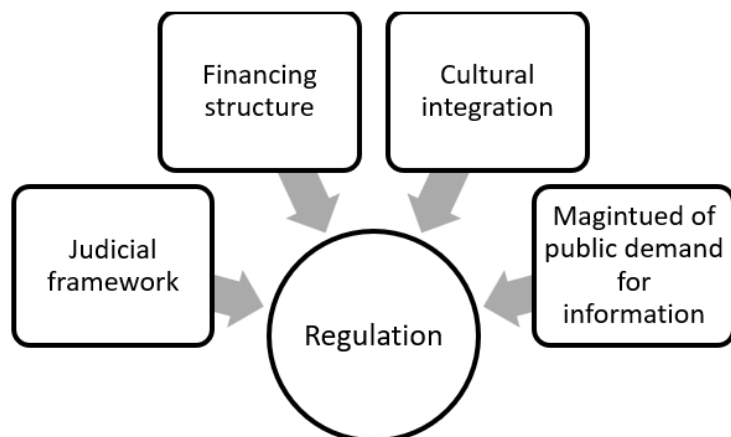 Financing
structure
Cultural
integration
Judicial
framework
Magintued of
public demand
for
information
Regulation